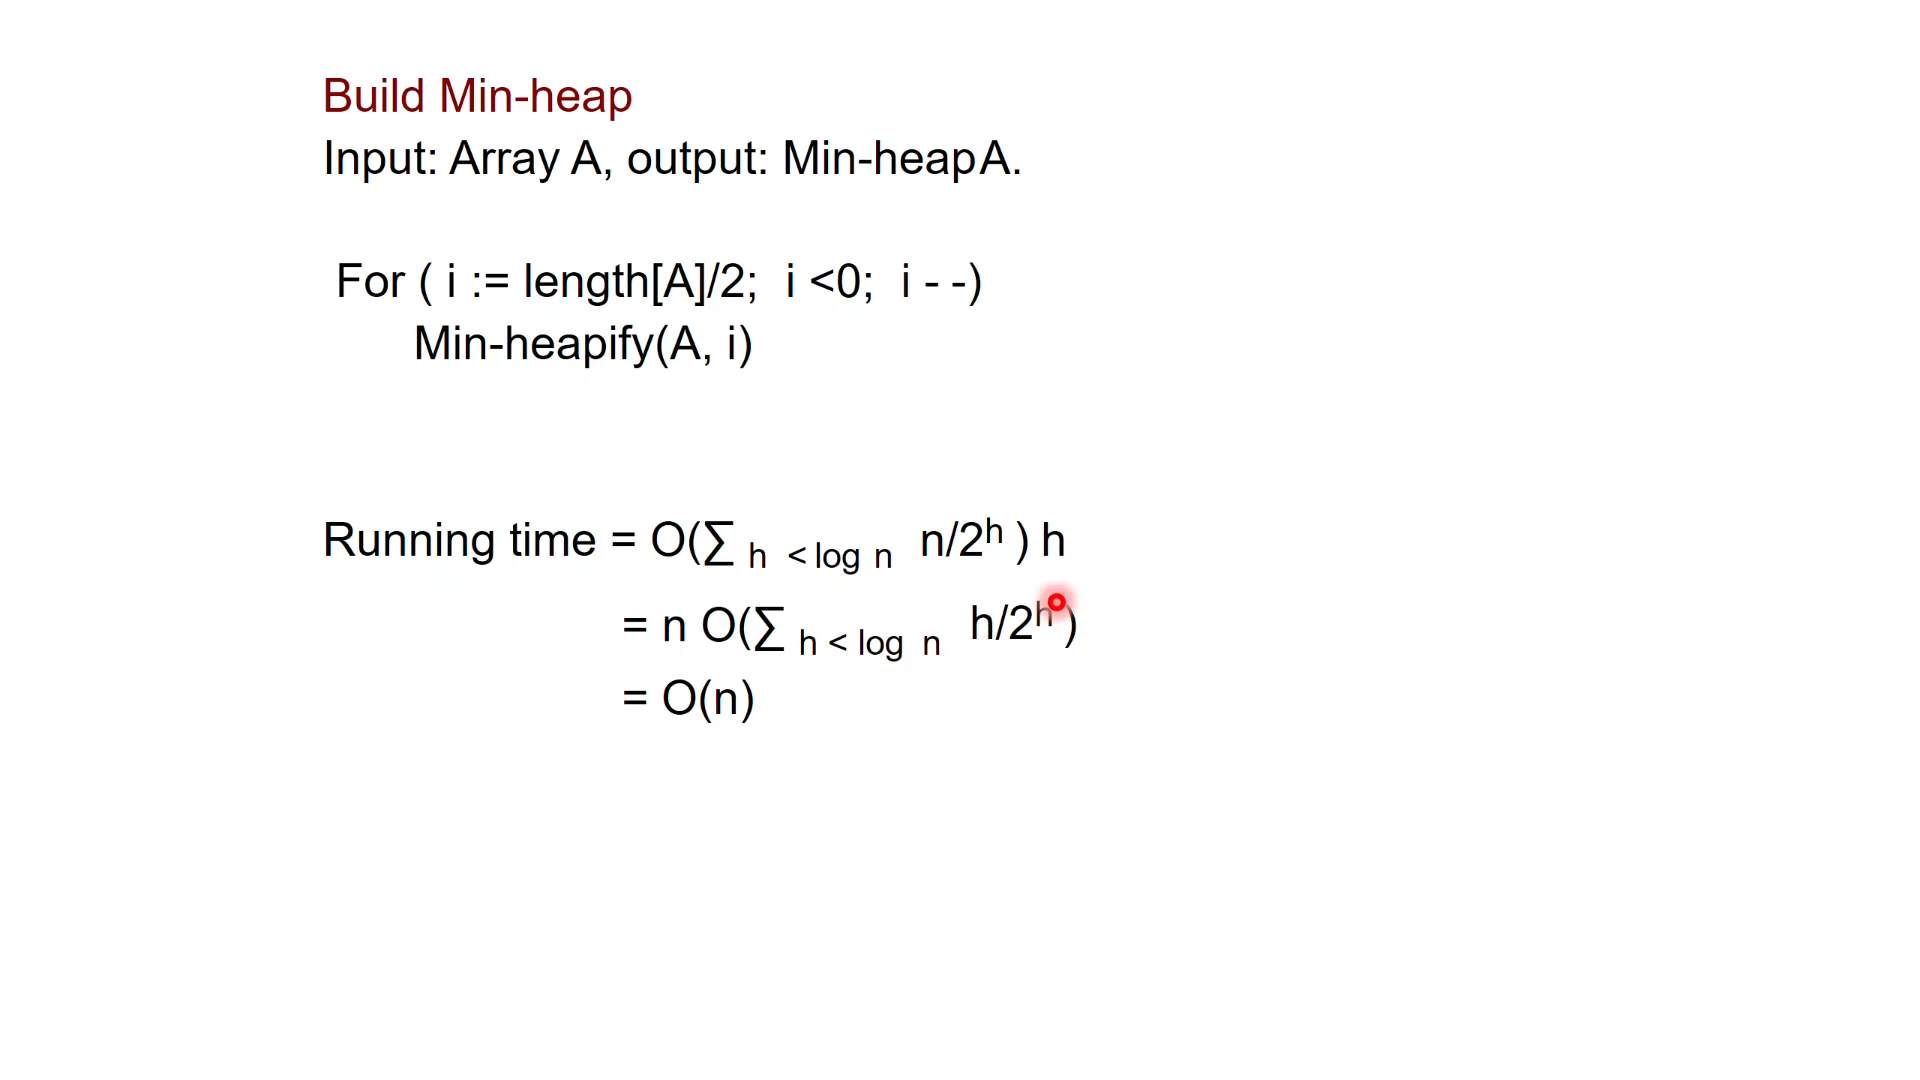 Build Min-heap
Input: Array A, output: Min-heap A.
For ( i := length[A]/2; i <0; i - -)
Min-heapify(A, i)
Running time = O(∑ h < log n n/2ʰ ) h
= n O(∑ h < log n h/2ʰ)
= O(n)